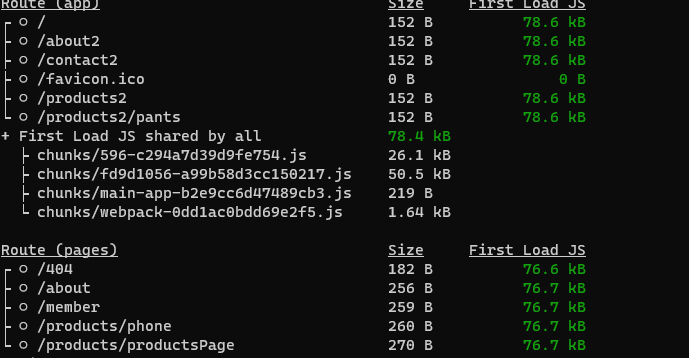 Route (app) Size First Load JS
┌ ○ / 152 B 78.6 kB
├ ○ /about2 152 B 78.6 kB
├ ○ /contact2 152 B 78.6 kB
├ ○ /favicon.ico 0 B 0 B
├ ○ /products2 152 B 78.6 kB
└ ○ /products2/pants 152 B 78.6 kB
+ First Load JS shared by all 78.4 kB
├ chunks/596-c294a7d39d9fe754.js 26.1 kB
├ chunks/fd9d1056-a99b58d3cc150217.js 50.5 kB
├ chunks/main-app-b2e9cc6d47489cb3.js 219 B
└ chunks/webpack-0dd1ac0bdd69e2f5.js 1.64 kB
Route (pages) Size First Load JS
┌ ○ /404 182 B 76.6 kB
├ ○ /about 256 B 76.7 kB
├ ○ /member 259 B 76.7 kB
├ ○ /products/phone 260 B 76.7 kB
└ ○ /products/productsPage 270 B 76.7 kB